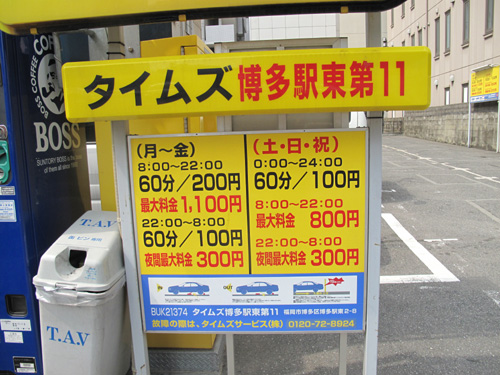 タイムズ 博多駅東第11
(月〜金)
8:00〜22:00
60分/200円
最大料金 1,100円
22:00〜8:00
60分/100円
夜間最大料金 300円
(土・日・祝)
0:00〜24:00
60分/100円
8:00〜22:00
最大料金 800円
22:00〜8:00
夜間最大料金 300円
IN
OUT
BUK21374 タイムズ博多駅東第11 福岡市博多区博多駅東2-8
故障の際は、タイムズサービス(株) 0120-72-8924
COFFEE
BOSS
BOSS
SUNTORY BOSS
T.A.V
T.A.V